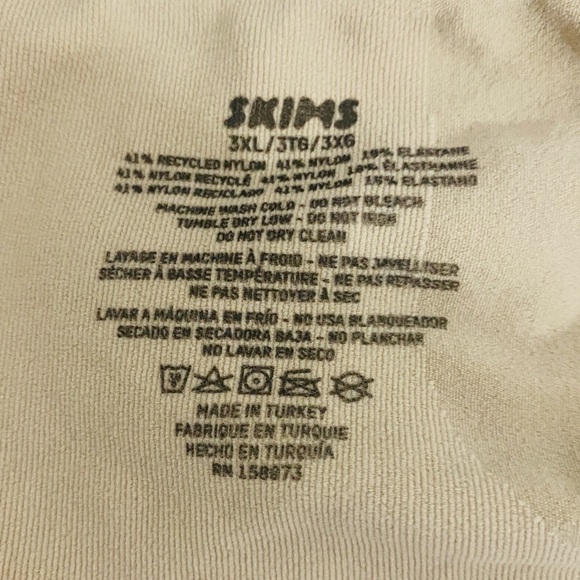 SKIMS
3XL/3TG/3XG
41% RECYCLED NYLON 41% NYLON 18% ELASTANE
41% NYLON RECYCLÉ 41% NYLON 18% ÉLASTHANNE
41% NYLON RECICLADO 41% NYLON 18% ELASTANO
MACHINE WASH COLD - DO NOT BLEACH
TUMBLE DRY LOW - DO NOT IRON
DO NOT DRY CLEAN
LAVAGE EN MACHINE À FROID - NE PAS JAVELLISER
SÉCHER À BASSE TEMPÉRATURE - NE PAS REPASSER
NE PAS NETTOYER À SEC
LAVAR A MÁQUINA EN FRÍO - NO USA BLANQUEADOR
SECADO EN SECADORA BAJA - NO PLANCHAR
NO LAVAR EN SECO
MADE IN TURKEY
FABRIQUE EN TURQUIE
HECHO EN TURQUÍA
RN